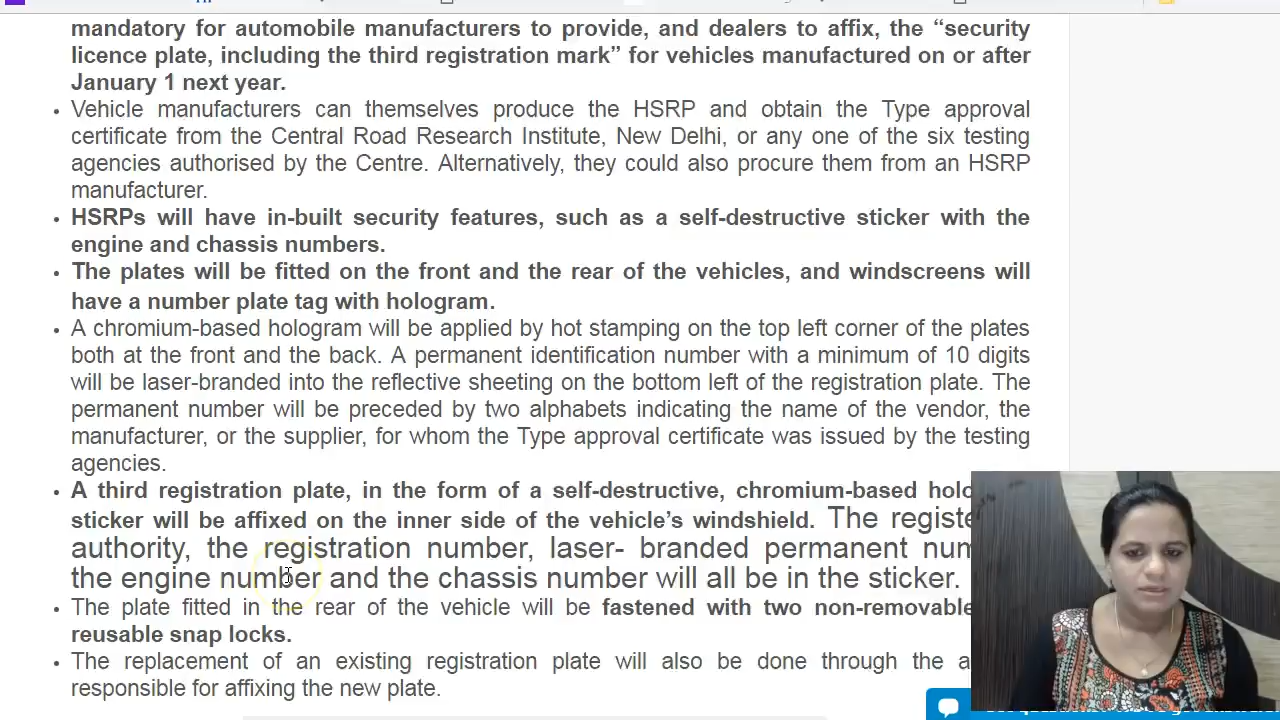 mandatory for automobile manufacturers to provide, and dealers to affix, the “security
licence plate, including the third registration mark” for vehicles manufactured on or after
January 1 next year.
• Vehicle manufacturers can themselves produce the HSRP and obtain the Type approval
certificate from the Central Road Research Institute, New Delhi, or any one of the six testing
agencies authorised by the Centre. Alternatively, they could also procure them from an HSRP
manufacturer.
• HSRPs will have in-built security features, such as a self-destructive sticker with the
engine and chassis numbers.
• The plates will be fitted on the front and the rear of the vehicles, and windscreens will
have a number plate tag with hologram.
• A chromium-based hologram will be applied by hot stamping on the top left corner of the plates
both at the front and the back. A permanent identification number with a minimum of 10 digits
will be laser-branded into the reflective sheeting on the bottom left of the registration plate. The
permanent number will be preceded by two alphabets indicating the name of the vendor, the
manufacturer, or the supplier, for whom the Type approval certificate was issued by the testing
agencies.
• A third registration plate, in the form of a self-destructive, chromium-based
sticker will be affixed on the inner side of the vehicle’s windshield. The
authority, the registration number, laser- branded permanent
the engine number and the chassis number will all be in the sticker.
• The plate fitted in the rear of the vehicle will be fastened with two non-removable
reusable snap locks.
• The replacement of an existing registration plate will also be done through the
responsible for affixing the new plate.